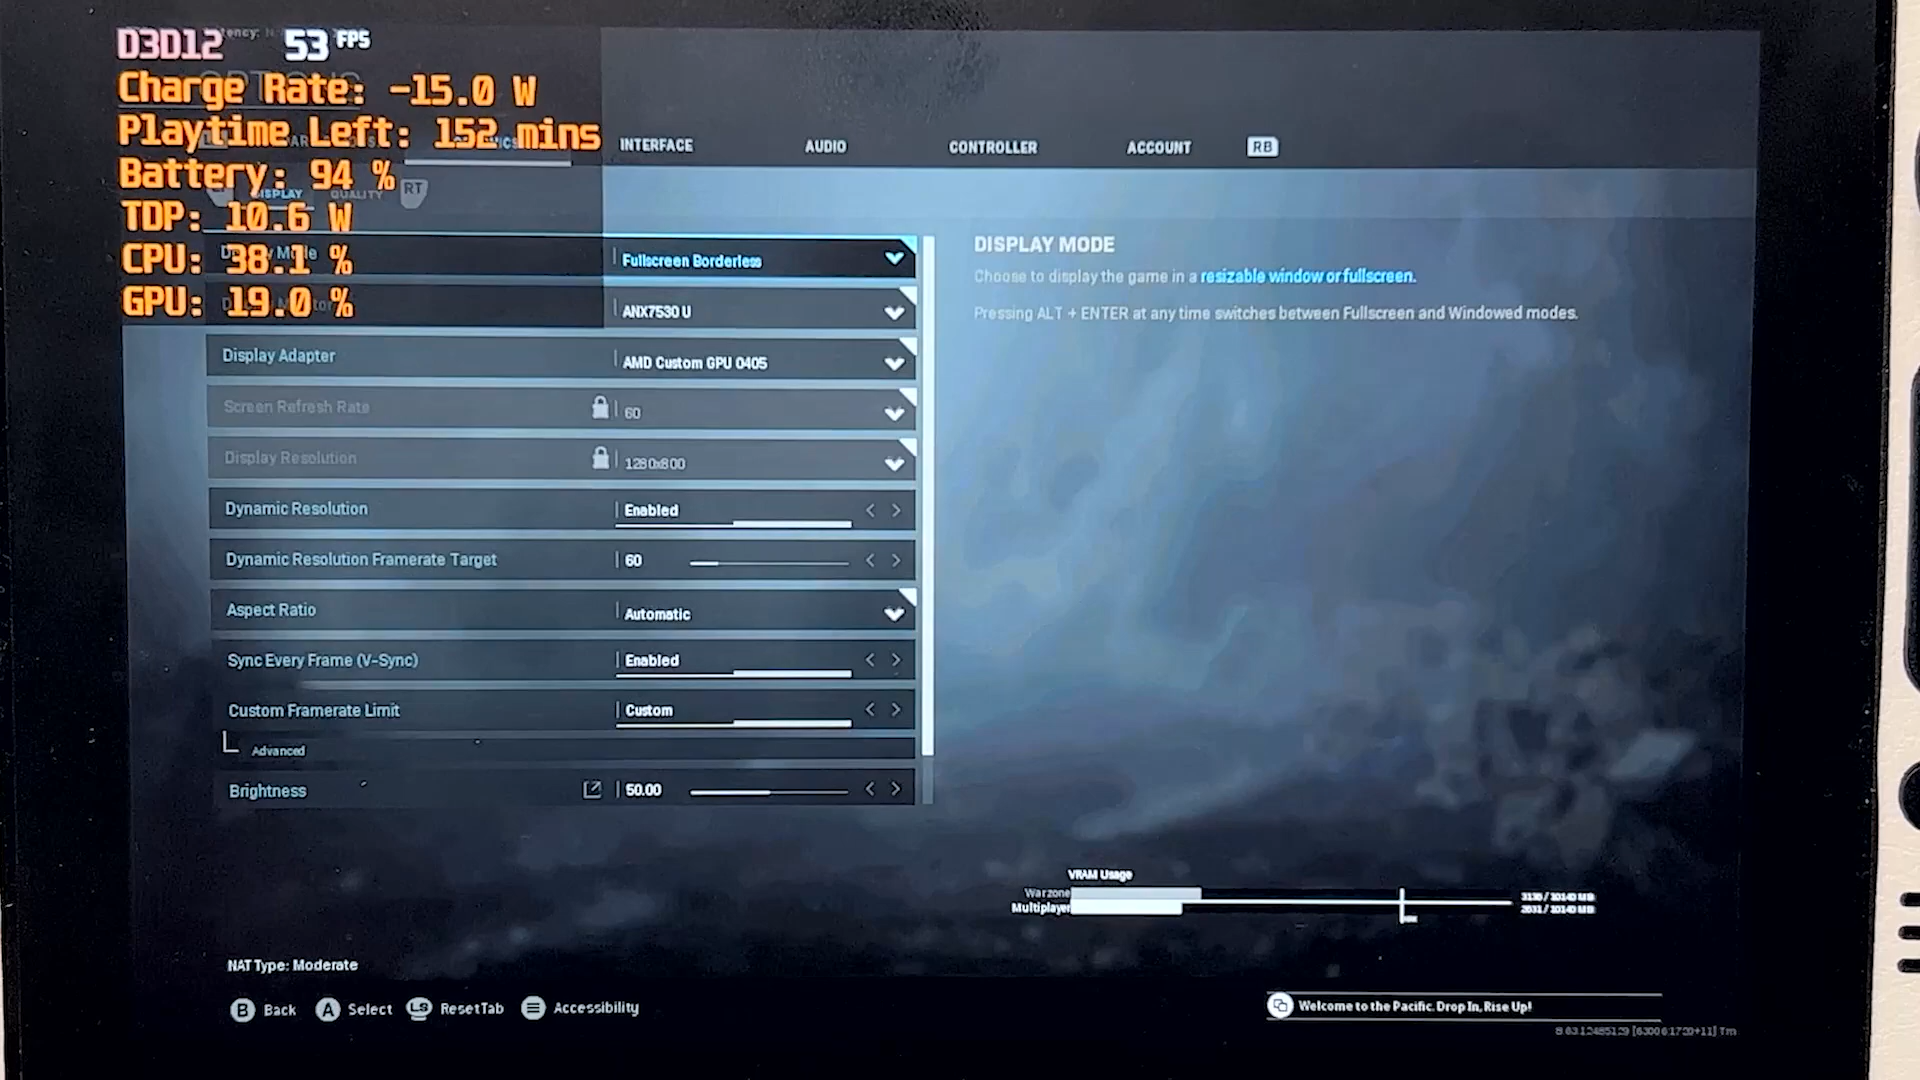 D3D12 53 FPS
Charge Rate: -15.0 W
Playtime Left: 152 mins
Battery: 94 %
TDP: 10.6 W
CPU: 38.1 %
GPU: 19.0 %
INTERFACE AUDIO CONTROLLER ACCOUNT RB
DISPLAY QUALITY RT
Fullscreen Borderless
ANX7530 U
Display Adapter AMD Custom GPU 0405
Screen Refresh Rate 60
Display Resolution 1280x800
Dynamic Resolution Enabled
Dynamic Resolution Framerate Target 60
Aspect Ratio Automatic
Sync Every Frame (V-Sync) Enabled
Custom Framerate Limit Custom
Advanced
Brightness 50.00
DISPLAY MODE
Choose to display the game in a resizable window or fullscreen.
Pressing ALT + ENTER at any time switches between Fullscreen and Windowed modes.
VRAM Usage
Warzone
Multiplayer
NAT Type: Moderate
B Back A Select LS Reset Tab Accessibility
Welcome to the Pacific. Drop In, Rise Up!